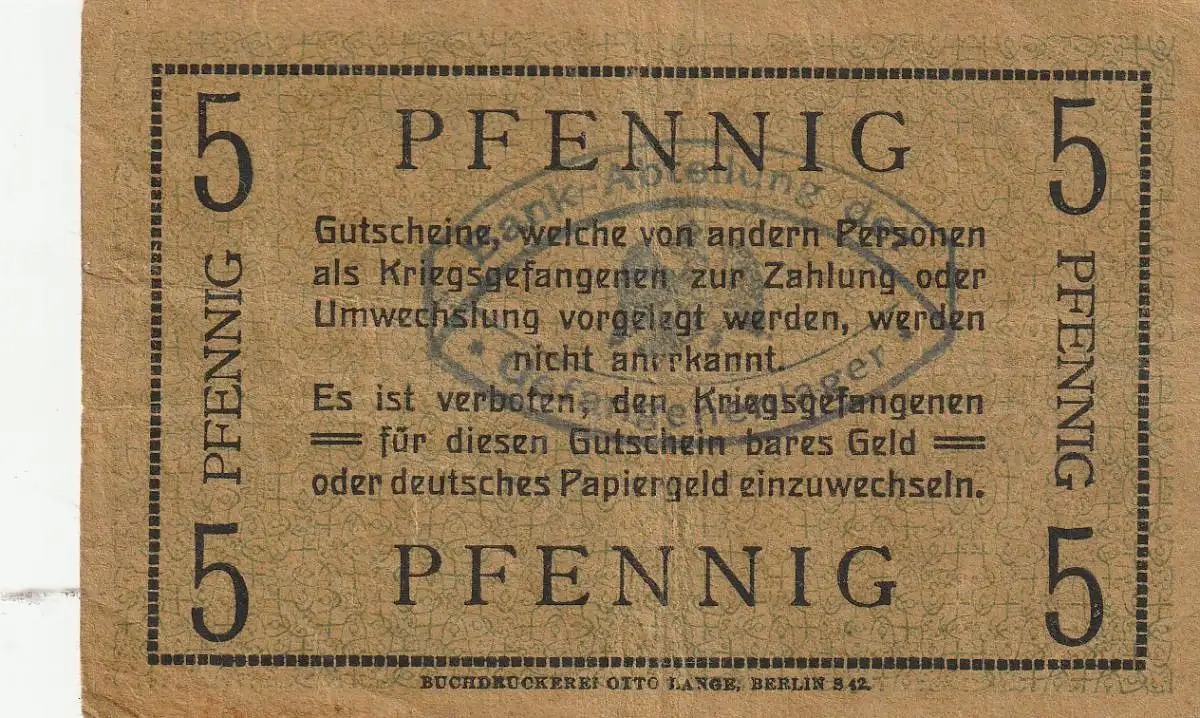 5 PFENNIG 5
Bank-Abteilung des
Gutscheine, welche von andern Personen
als Kriegsgefangenen zur Zahlung oder
Umwechslung vorgelegt werden, werden
nicht anerkannt.
Gefangenenlager
Es ist verboten, den Kriegsgefangenen
für diesen Gutschein bares Geld
oder deutsches Papiergeld einzuwechseln.
PFENNIG
PFENNIG
5 PFENNIG 5
BUCHDRUCKEREI OTTO LANGE, BERLIN S 42.